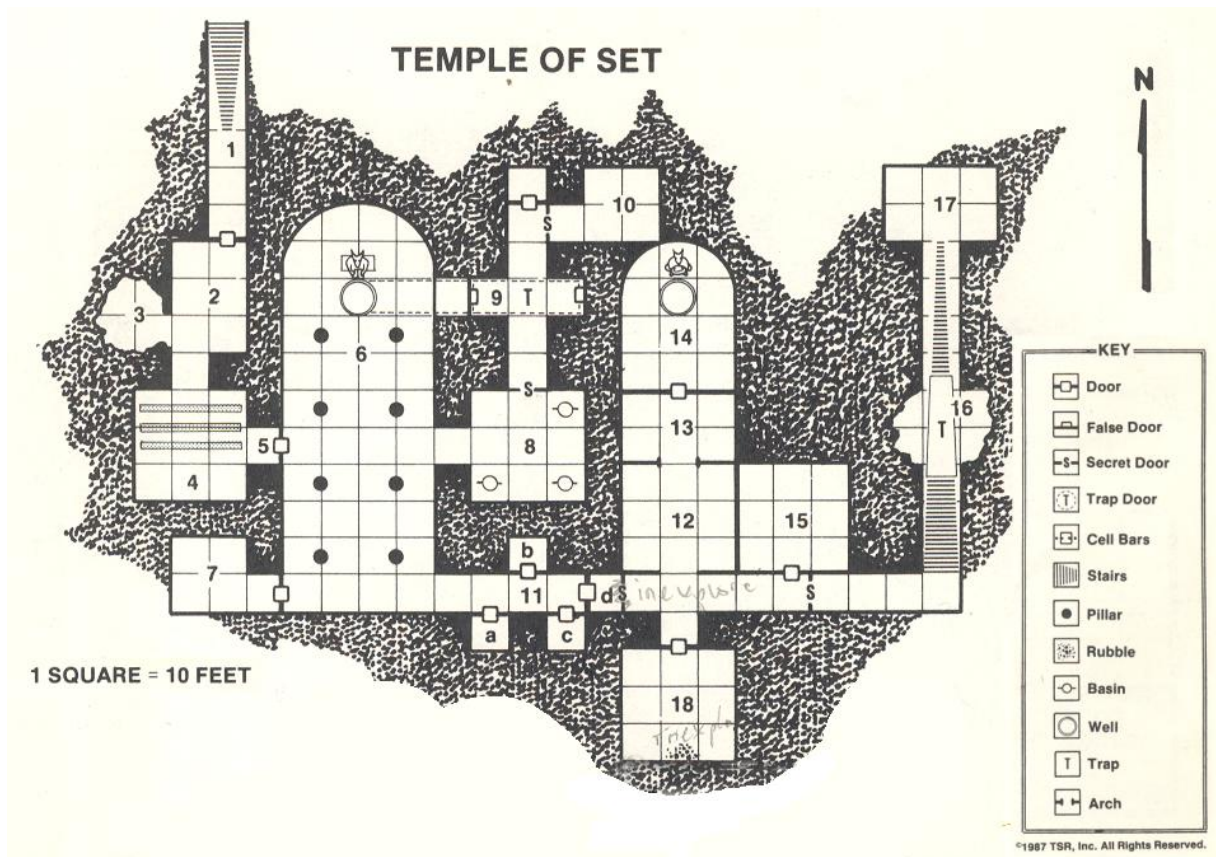 TEMPLE OF SET
N
1
10
17
2
3
9 T
14
6
16
T
S
S
5
8
13
4
12
15
7
b
11
d
S
S
a
c
18
1 SQUARE = 10 FEET
KEY
Door
False Door
S Secret Door
T Trap Door
Cell Bars
Stairs
Pillar
Rubble
Basin
Well
T Trap
Arch
©1987 TSR, Inc. All Rights Reserved.